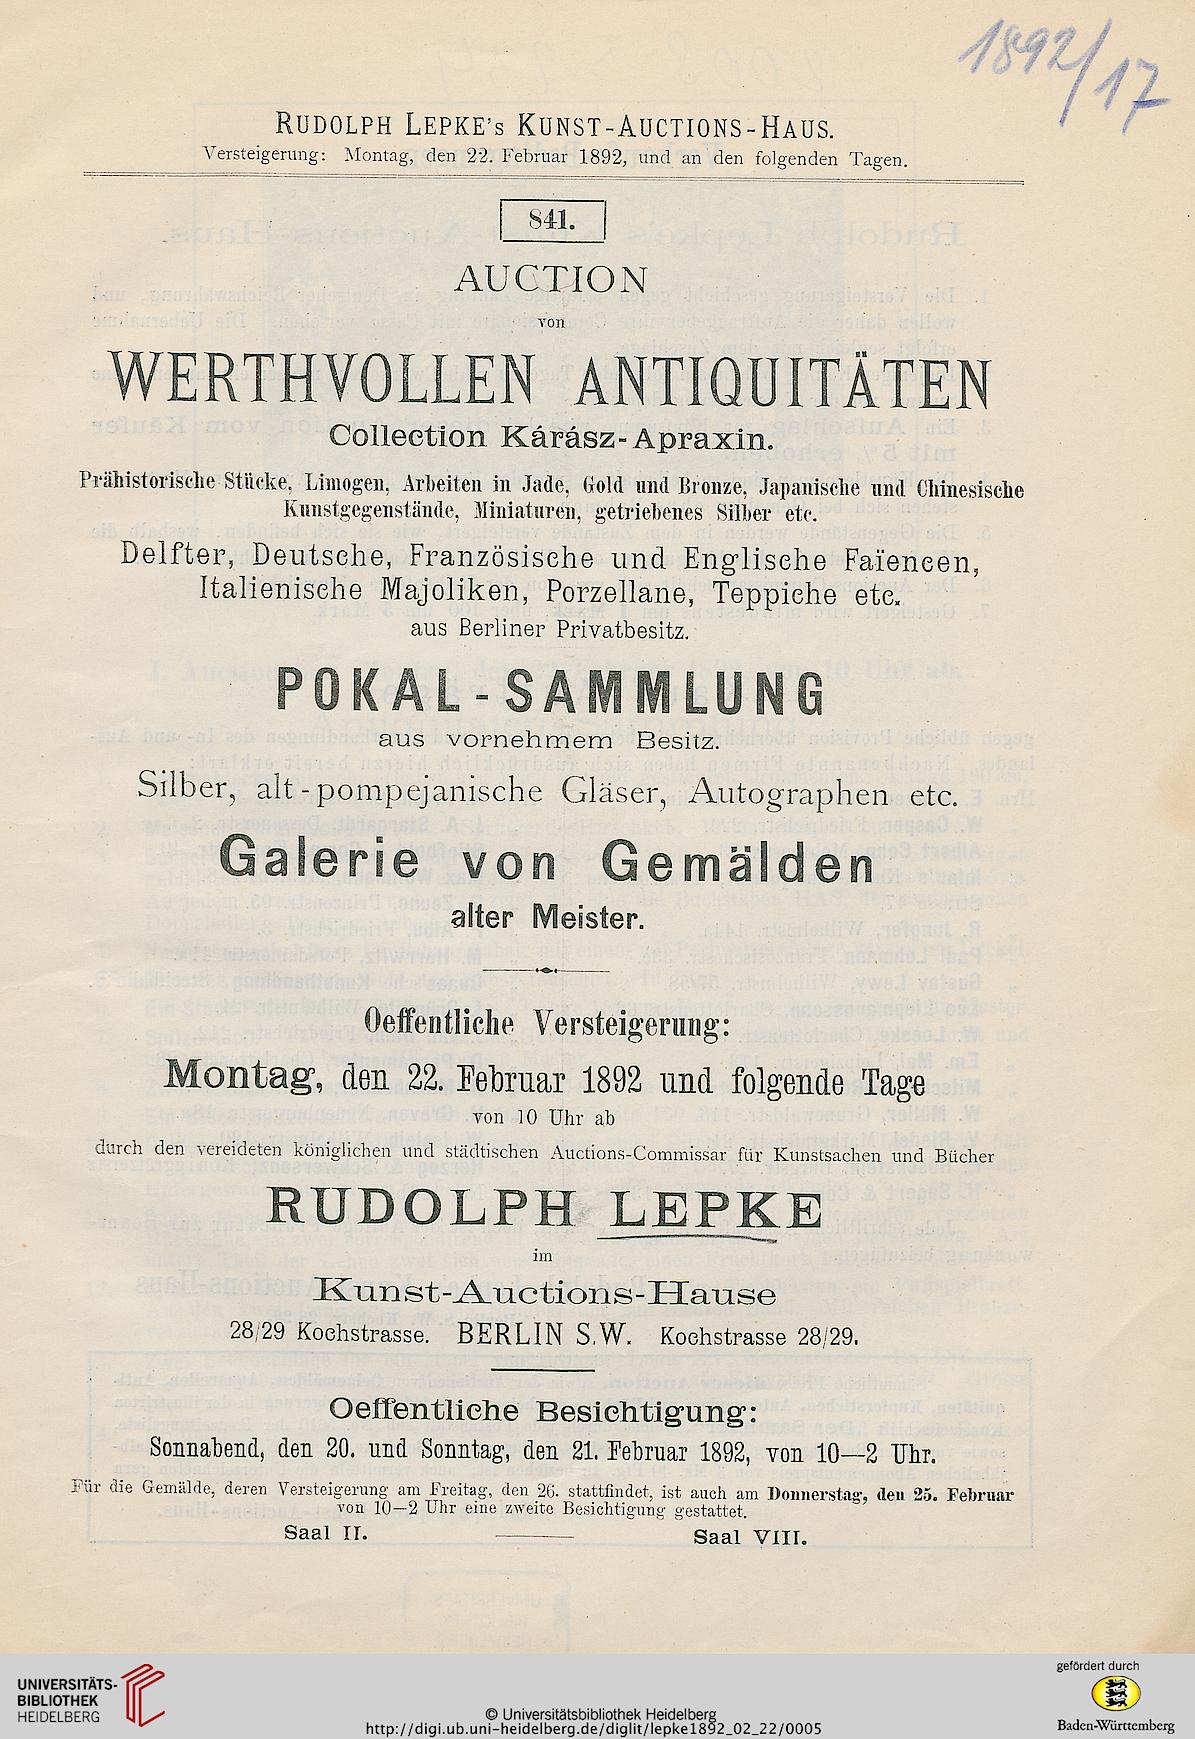 1892/17
RUDOLPH LEPKE's KUNST-AUCTIONS-HAUS.
Versteigerung: Montag, den 22. Februar 1892, und an den folgenden Tagen.
841.
AUCTION
von
WERTHVOLLEN ANTIQUITÄTEN
Collection Kárász-Apraxin.
Prähistorische Stücke, Limogen, Arbeiten in Jade, Gold und Bronze, Japanische und Chinesische
Kunstgegenstände, Miniaturen, getriebenes Silber etc.
Delfter, Deutsche, Französische und Englische Faïencen,
Italienische Majoliken, Porzellane, Teppiche etc.
aus Berliner Privatbesitz.
POKAL-SAMMLUNG
aus vornehmem Besitz.
Silber, alt-pompejanische Gläser, Autographen etc.
Galerie von Gemälden
alter Meister.
Oeffentliche Versteigerung:
Montag, den 22. Februar 1892 und folgende Tage
von 10 Uhr ab
durch den vereideten königlichen und städtischen Auctions-Commissar für Kunstsachen und Bücher
RUDOLPH LEPKE
im
Kunst-Auctions-Hause
28/29 Kochstrasse. BERLIN S.W. Kochstrasse 28/29.
Oeffentliche Besichtigung:
Sonnabend, den 20. und Sonntag, den 21. Februar 1892, von 10—2 Uhr.
Für die Gemälde, deren Versteigerung am Freitag, den 26. stattfindet, ist auch am Donnerstag, den 25. Februar
von 10—2 Uhr eine zweite Besichtigung gestattet.
Saal II. Saal VIII.
UNIVERSITÄTS-
BIBLIOTHEK
HEIDELBERG
© Universitätsbibliothek Heidelberg
http://digi.ub.uni-heidelberg.de/diglit/lepke1892_02_22/0005
gefördert durch
Baden-Württemberg